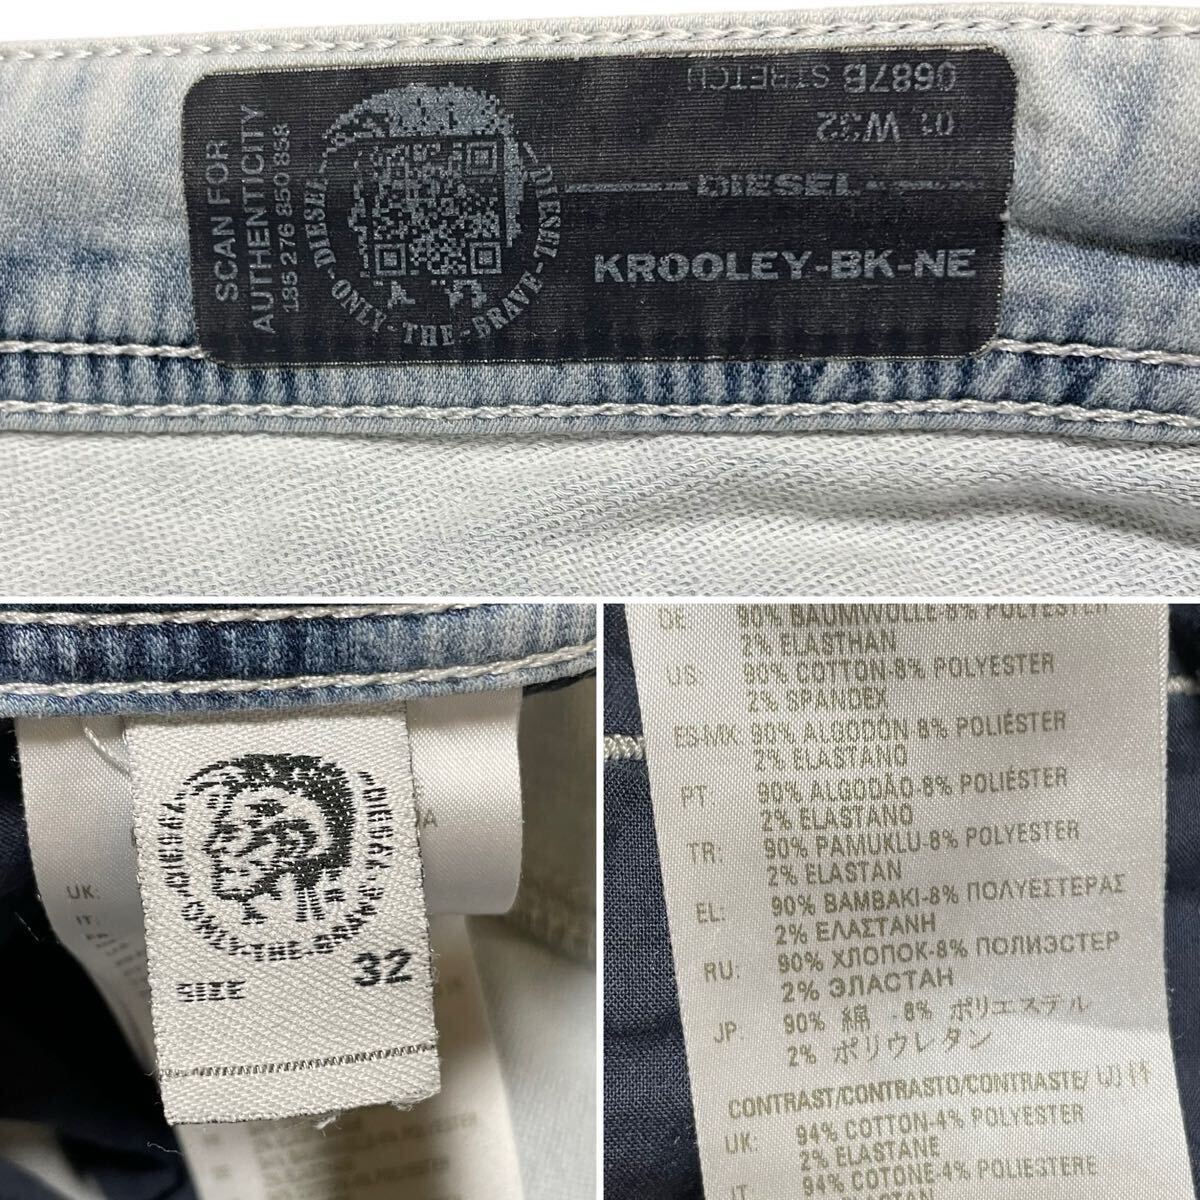 SCAN FOR
AUTHENTICITY
185 276 850 858
DIESEL-ONLY-THE-BRAVE-DIESEL
0687B STRETCH
01 W32
DIESEL
KROOLEY-BK-NE
DIESEL
ONLY-THE-BRAVE
DIESEL
SIZE
32
UK:
IT:
DE 90% BAUMWOLLE-8% POLYESTER
2% ELASTHAN
US 90% COTTON-8% POLYESTER
2% SPANDEX
ES-MX: 90% ALGODÓN-8% POLIÉSTER
2% ELASTANO
PT: 90% ALGODÃO-8% POLIÉSTER
2% ELASTANO
TR: 90% PAMUKLU-8% POLYESTER
2% ELASTAN
EL: 90% ΒΑΜΒΑΚΙ-8% ΠΟΛΥΕΣΤΕΡΑΣ
2% ΕΛΑΣΤΑΝΗ
RU: 90% ХЛОПОК-8% ПОЛИЭСТЕР
2% ЭЛАСТАН
JP 90% 綿 -8% ポリエステル
2% ポリウレタン
CONTRAST/CONTRASTO/CONTRASTE/
UK: 94% COTTON-4% POLYESTER
2% ELASTANE
IT 94% COTONE-4% POLIESTERE